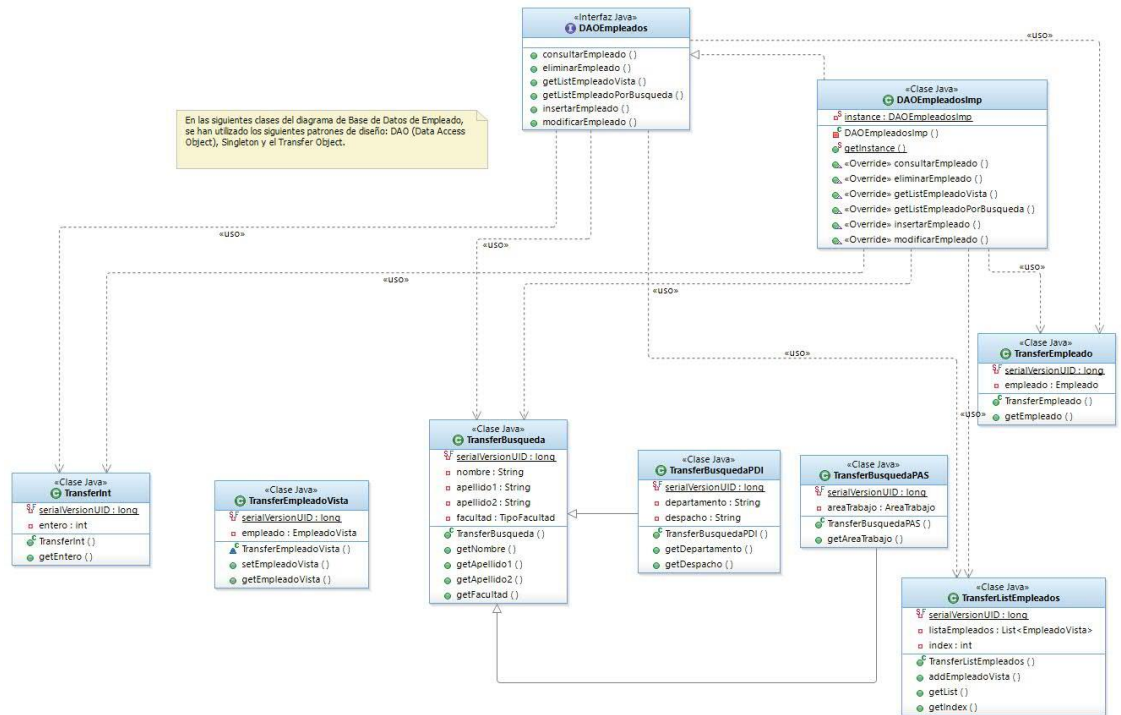 «Interfaz Java»
DAOEmpleados
consultarEmpleado ()
eliminarEmpleado ()
getListEmpleadoVista ()
getListEmpleadoPorBusqueda ()
insertarEmpleado ()
modificarEmpleado ()
«uso»
«Clase Java»
DAOEmpleadosImp
instance : DAOEmpleadosImp
DAOEmpleadosImp ()
getInstance ()
«Override» consultarEmpleado ()
«Override» eliminarEmpleado ()
«Override» getListEmpleadoVista ()
«Override» getListEmpleadoPorBusqueda ()
«Override» insertarEmpleado ()
«Override» modificarEmpleado ()
En las siguientes clases del diagrama de Base de Datos de Empleado,
se han utilizado los siguientes patrones de diseño: DAO (Data Access
Object), Singleton y el Transfer Object.
«uso»
«uso»
«uso»
«uso»
«uso»
«uso»
«uso»
«Clase Java»
TransferEmpleado
serialVersionUID : long
empleado : Empleado
TransferEmpleado ()
getEmpleado ()
«Clase Java»
TransferInt
serialVersionUID : long
entero : int
TransferInt ()
getEntero ()
«Clase Java»
TransferEmpleadoVista
serialVersionUID : long
empleado : EmpleadoVista
TransferEmpleadoVista ()
setEmpleadoVista ()
getEmpleadoVista ()
«Clase Java»
TransferBusqueda
serialVersionUID : long
nombre : String
apellido1 : String
apellido2 : String
facultad : TipoFacultad
TransferBusqueda ()
getNombre ()
getApellido1 ()
getApellido2 ()
getFacultad ()
«Clase Java»
TransferBusquedaPDI
serialVersionUID : long
departamento : String
despacho : String
TransferBusquedaPDI ()
getDepartamento ()
getDespacho ()
«Clase Java»
TransferBusquedaPAS
serialVersionUID : long
areaTrabajo : AreaTrabajo
TransferBusquedaPAS ()
getAreaTrabajo ()
«Clase Java»
TransferListEmpleados
serialVersionUID : long
listaEmpleados : List<EmpleadoVista>
index : int
TransferListEmpleados ()
addEmpleadoVista ()
getList ()
getIndex ()